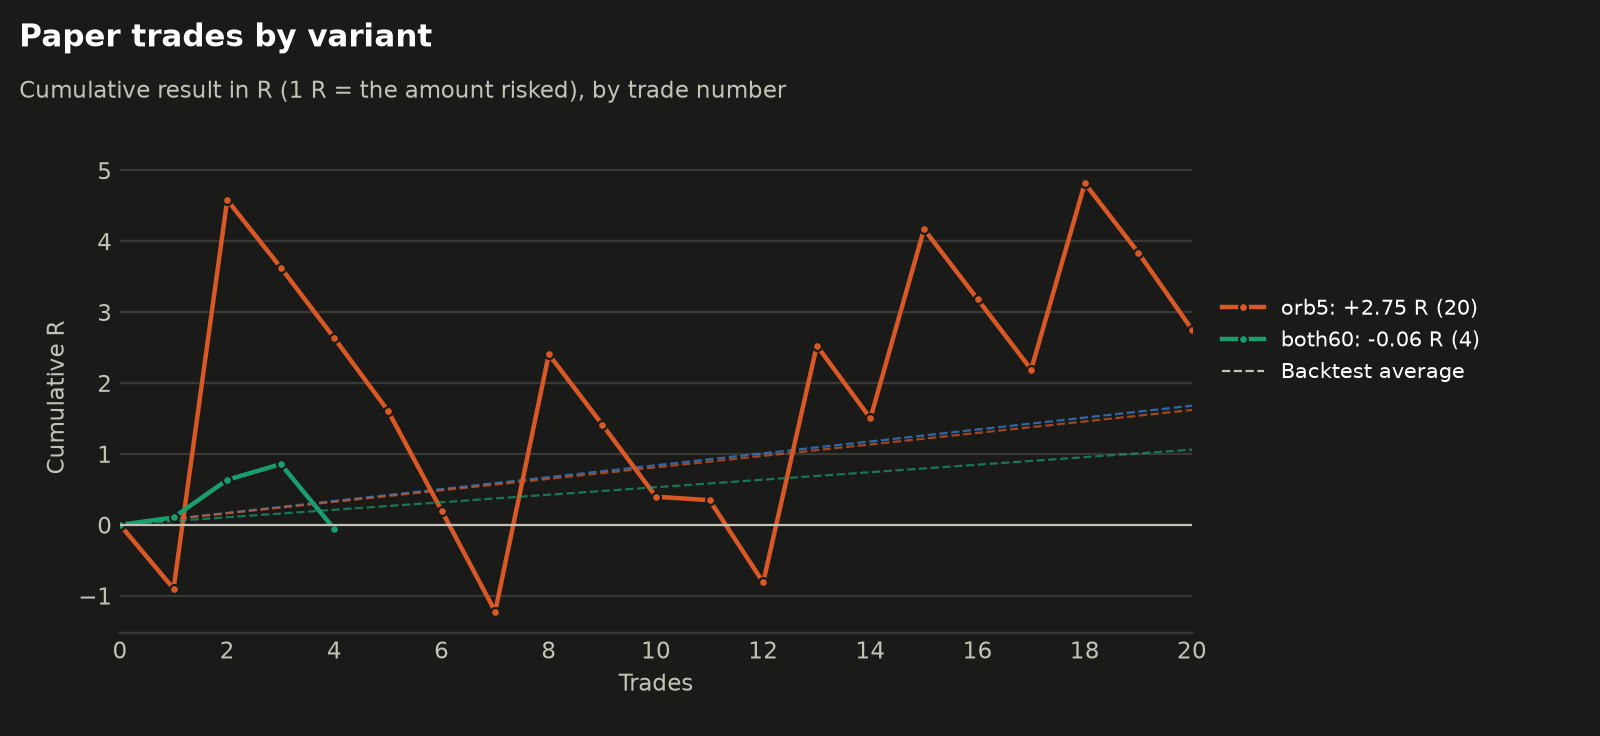 Paper trades by variant
Cumulative result in R (1 R = the amount risked), by trade number
5
4
3
2
1
0
−1
Cumulative R
0 2 4 6 8 10 12 14 16 18 20
Trades
orb5: +2.75 R (20)
both60: -0.06 R (4)
Backtest average